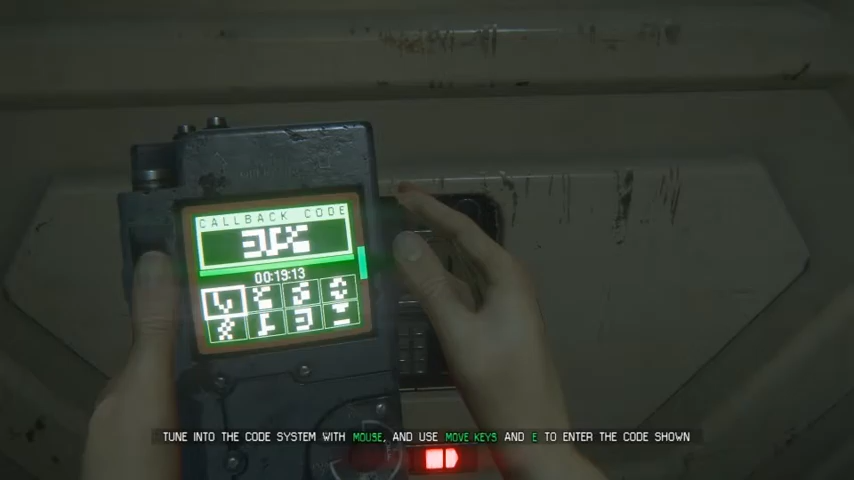 CALLBACK CODE
00:19:13
TUNE INTO THE CODE SYSTEM WITH MOUSE, AND USE MOVE KEYS AND E TO ENTER THE CODE SHOWN